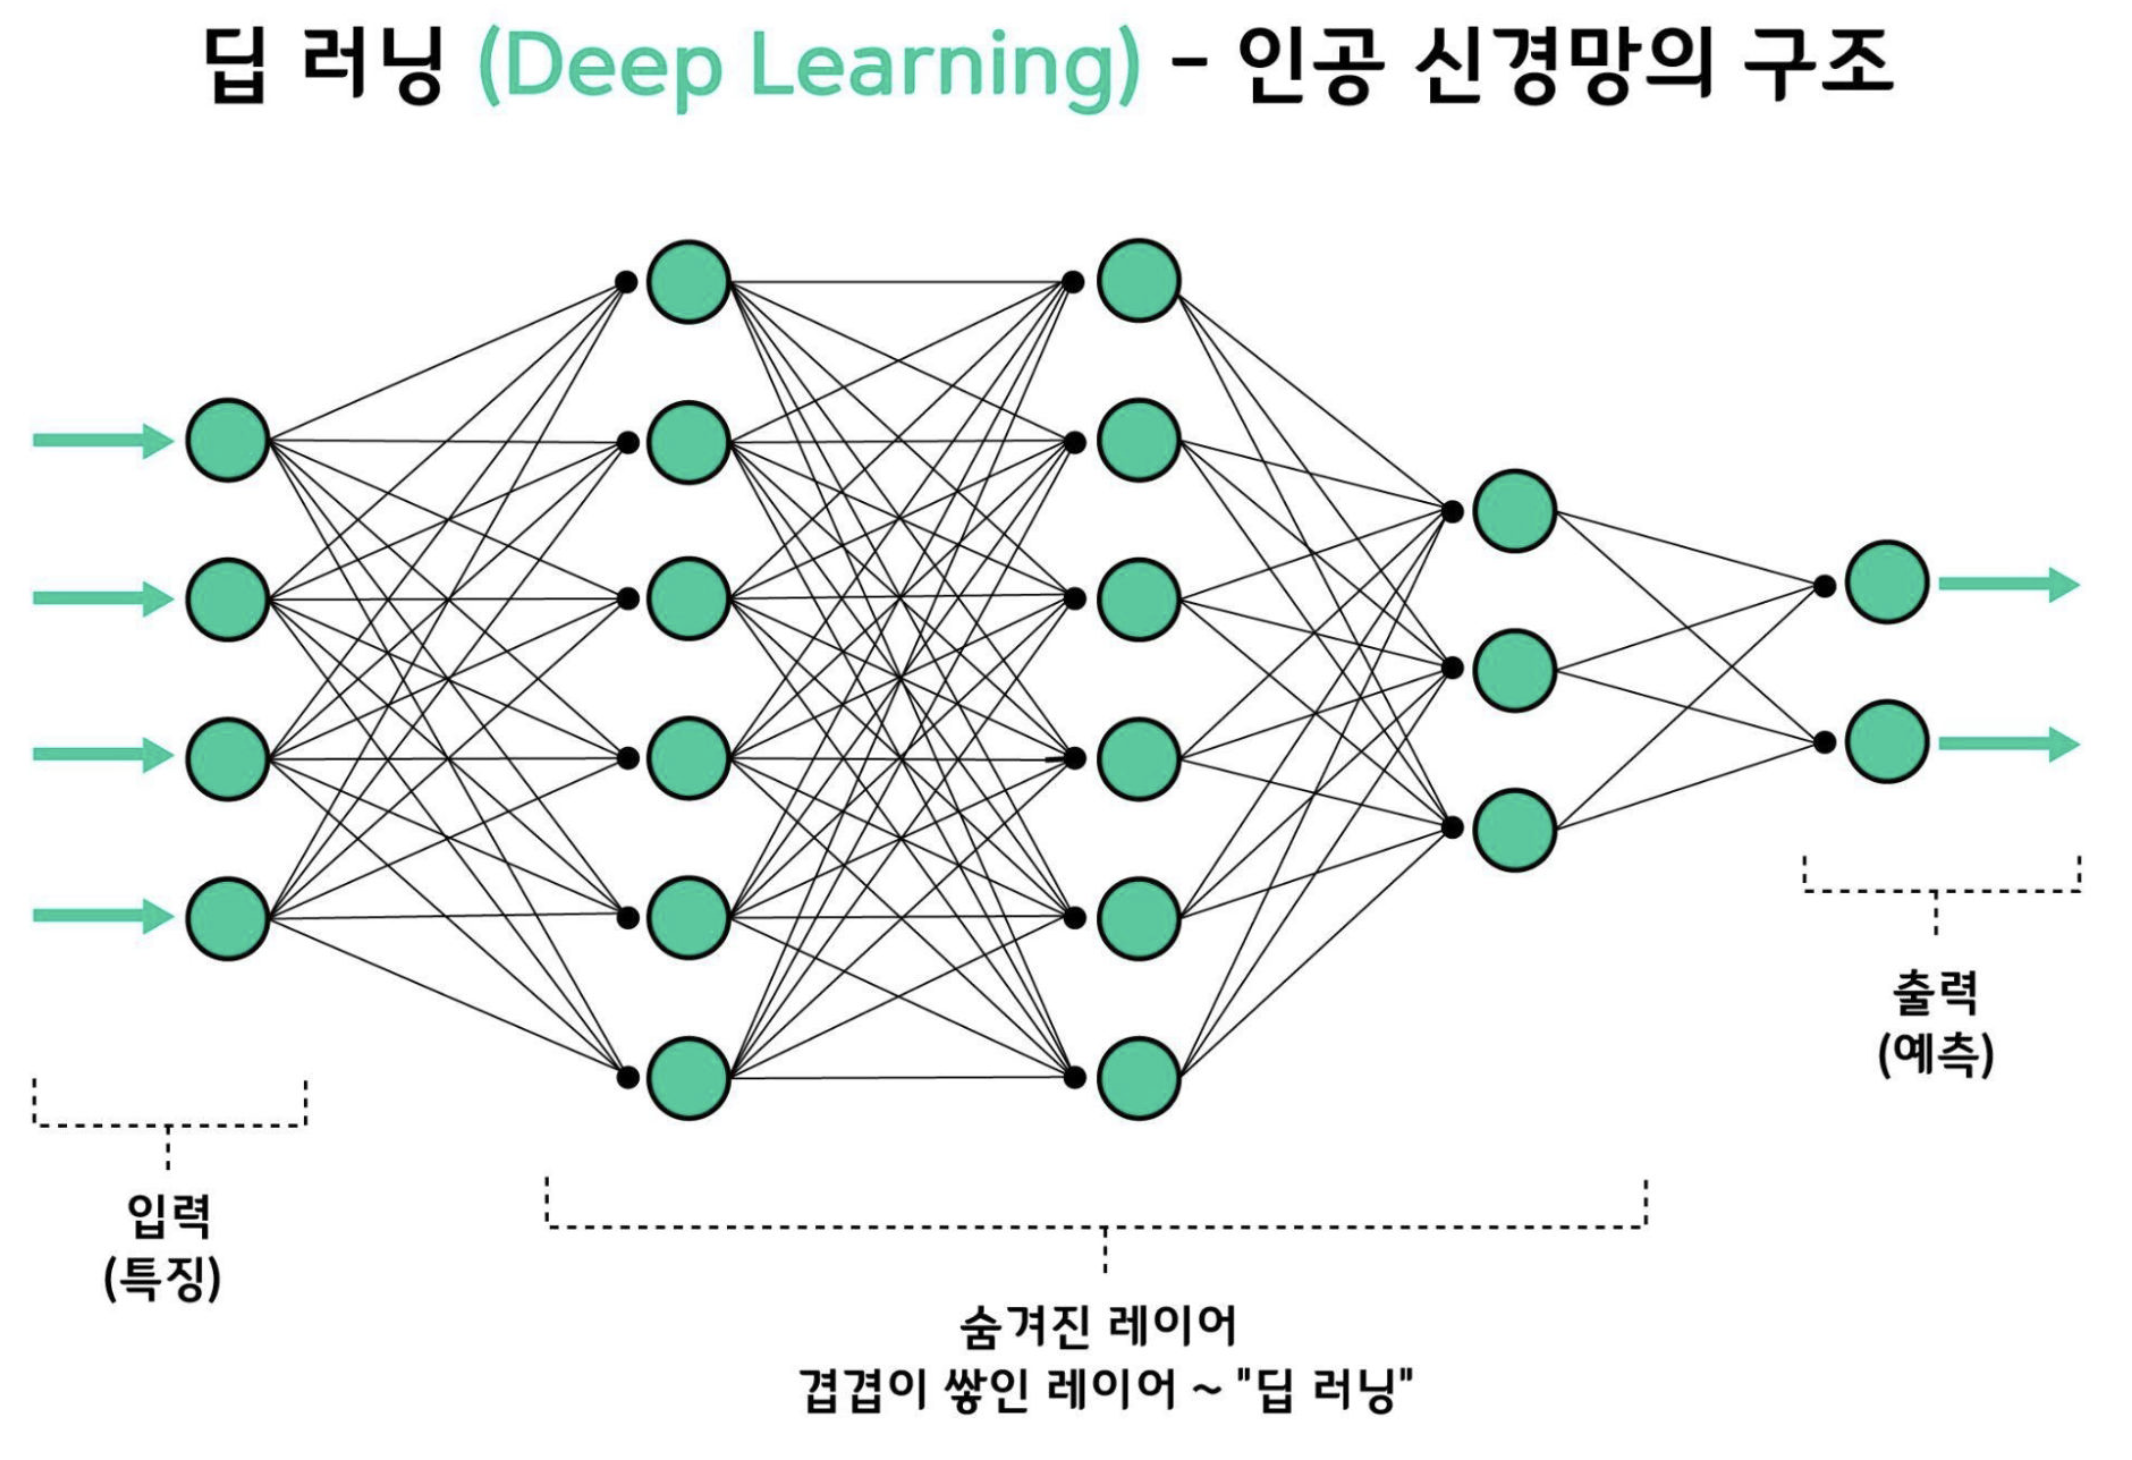 딥 러닝 (Deep Learning) - 인공 신경망의 구조
입력
(특징)
숨겨진 레이어
겹겹이 쌓인 레이어 ~ "딥 러닝"
출력
(예측)